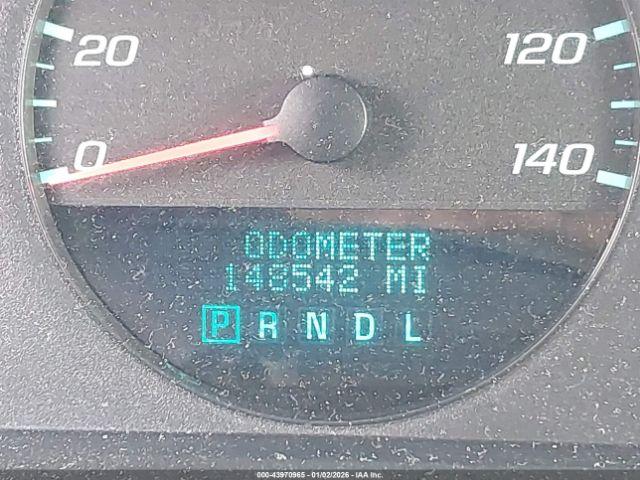 20 120
0 140
ODOMETER
148542 MI
P R N D L
000-43970965 - 01/02/2026 - IAA Inc.